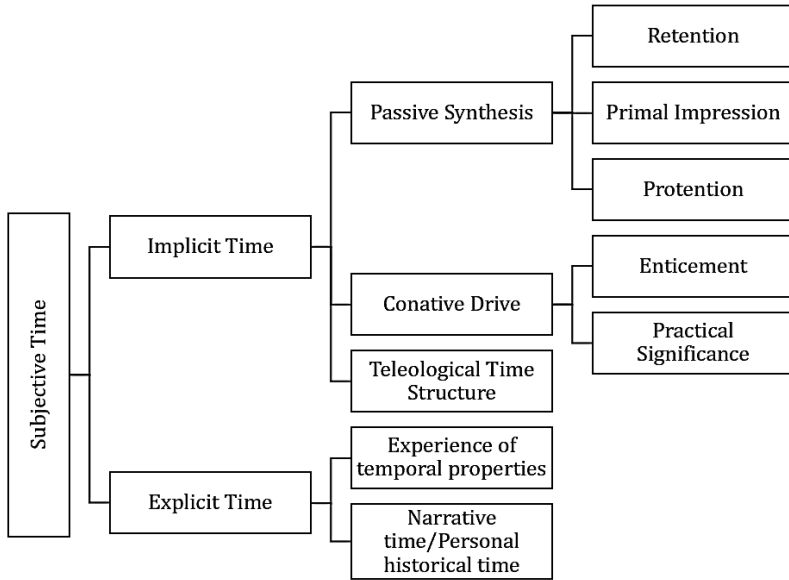 Subjective Time
Implicit Time
Passive Synthesis
Retention
Primal Impression
Protention
Conative Drive
Enticement
Practical
Significance
Teleological Time
Structure
Explicit Time
Experience of
temporal properties
Narrative
time/Personal
historical time